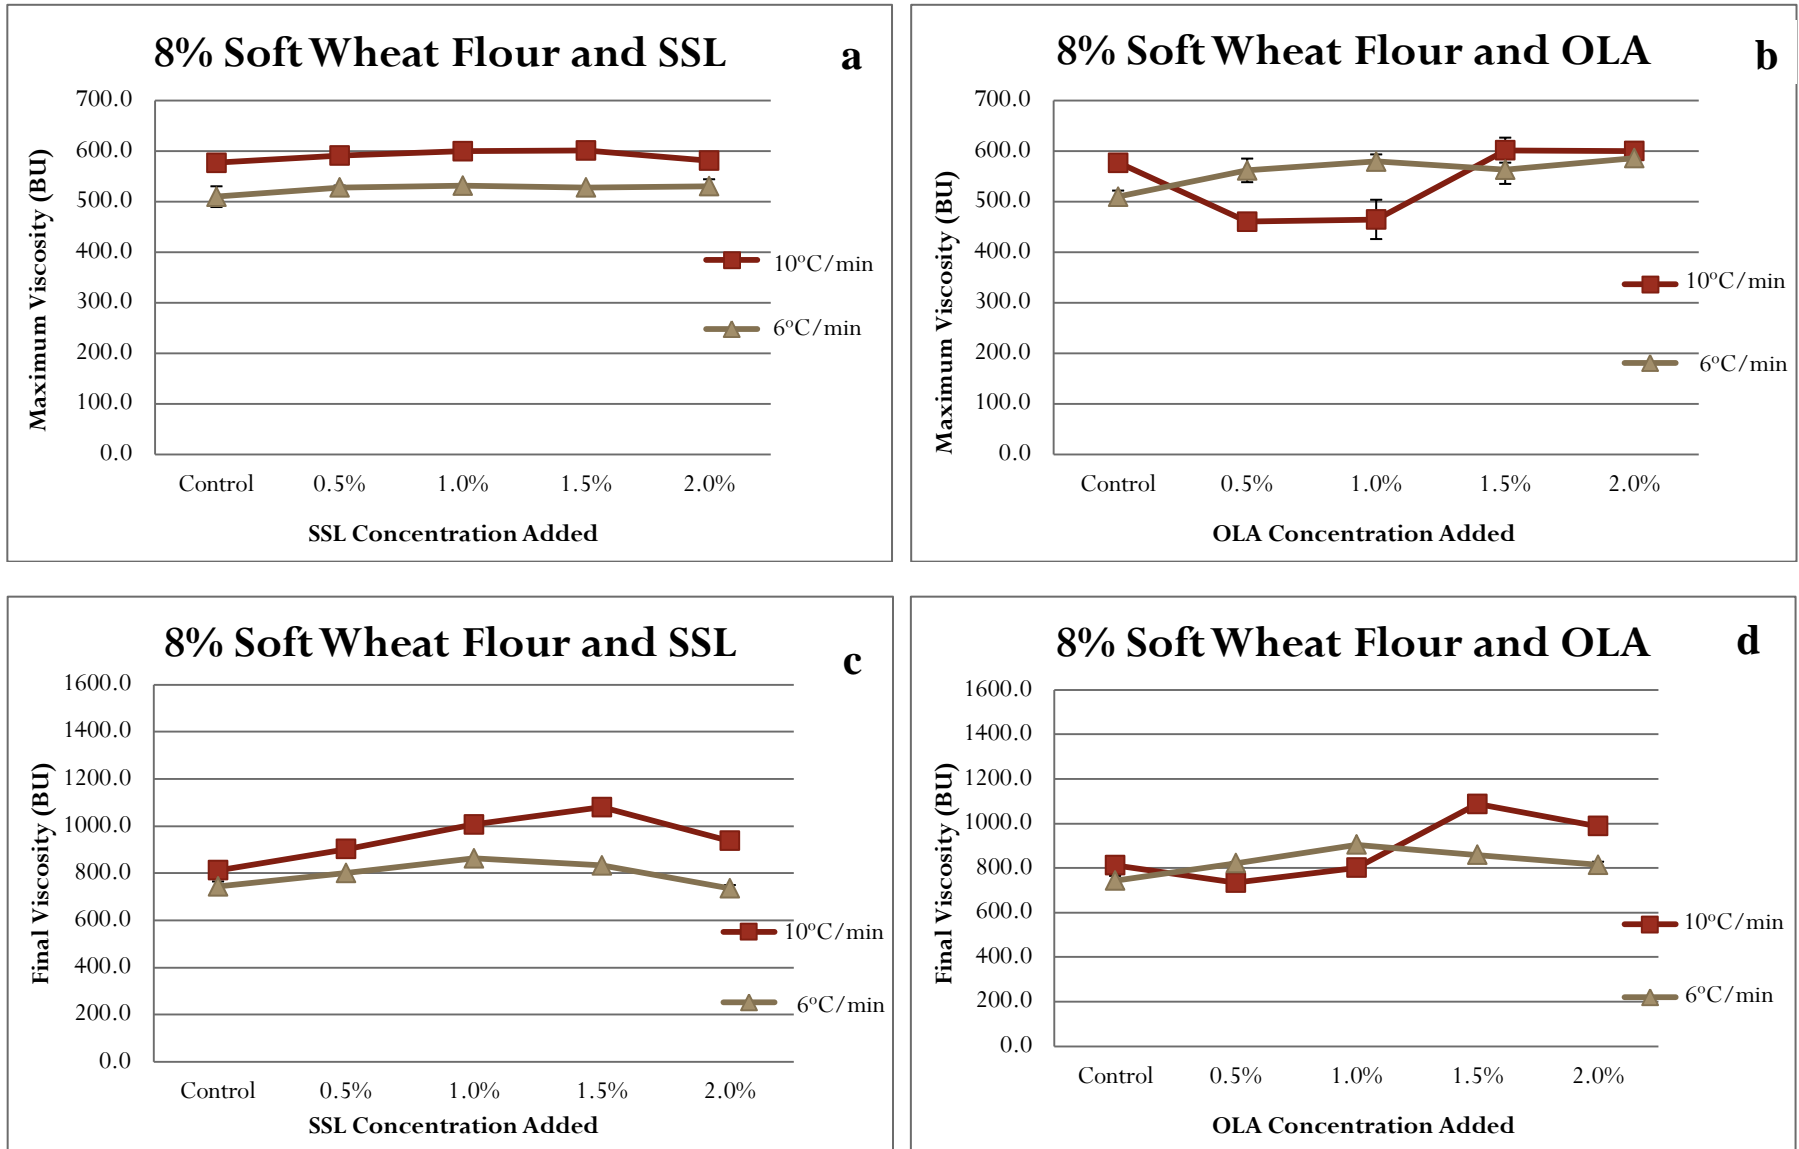 8% Soft Wheat Flour and SSL
a
700.0
600.0
500.0
400.0
300.0
200.0
100.0
0.0
Maximum Viscosity (BU)
10ºC/min
6ºC/min
Control 0.5% 1.0% 1.5% 2.0%
SSL Concentration Added
8% Soft Wheat Flour and OLA
b
700.0
600.0
500.0
400.0
300.0
200.0
100.0
0.0
Maximum Viscosity (BU)
10ºC/min
6ºC/min
Control 0.5% 1.0% 1.5% 2.0%
OLA Concentration Added
8% Soft Wheat Flour and SSL
c
1600.0
1400.0
1200.0
1000.0
800.0
600.0
400.0
200.0
0.0
Final Viscosity (BU)
10ºC/min
6ºC/min
Control 0.5% 1.0% 1.5% 2.0%
SSL Concentration Added
8% Soft Wheat Flour and OLA
d
1600.0
1400.0
1200.0
1000.0
800.0
600.0
400.0
200.0
0.0
Final Viscosity (BU)
10ºC/min
6ºC/min
Control 0.5% 1.0% 1.5% 2.0%
OLA Concentration Added